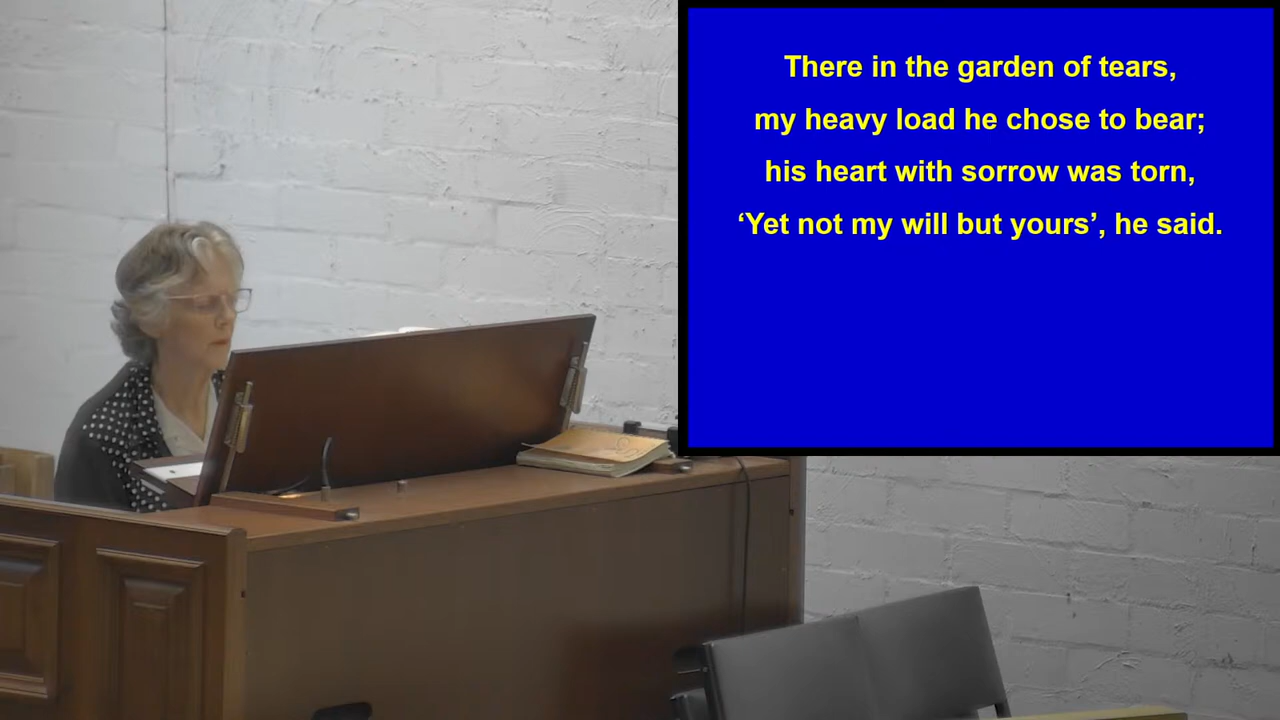 There in the garden of tears,
my heavy load he chose to bear;
his heart with sorrow was torn,
‘Yet not my will but yours’, he said.